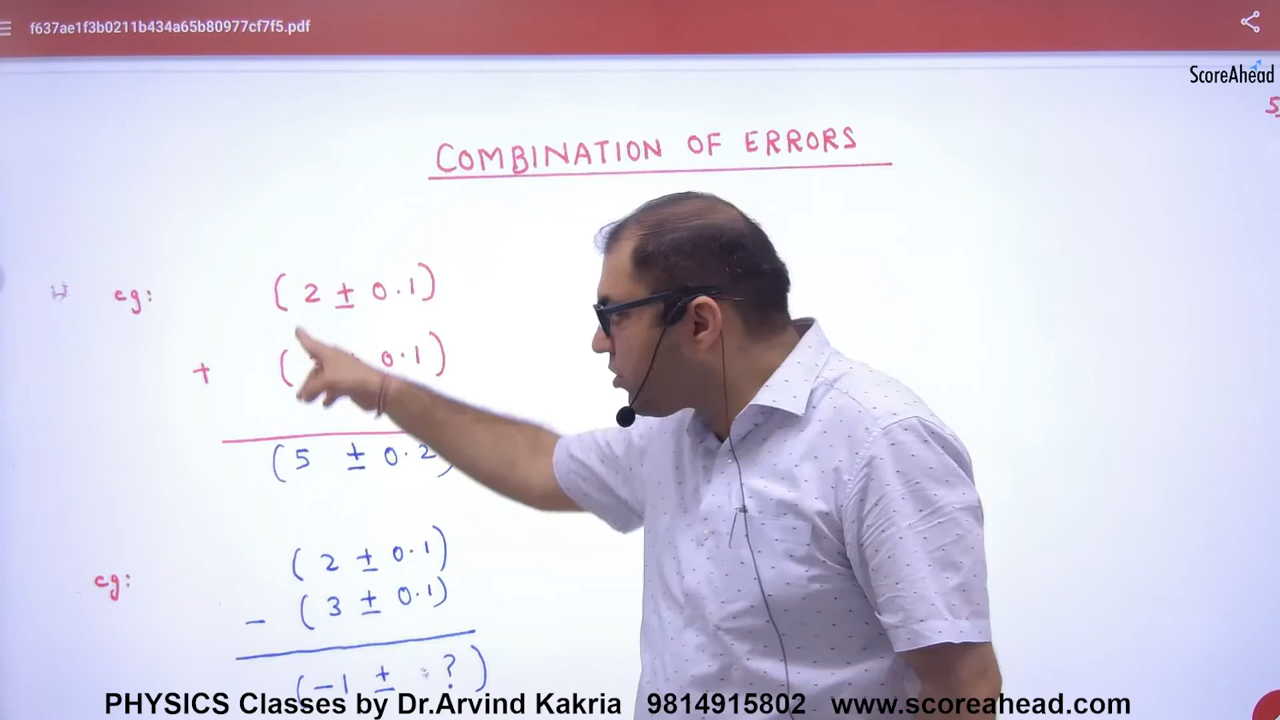 f637ae1f3b0211b434a65b80977cf7f5.pdf
ScoreAhead
5
COMBINATION OF ERRORS
eg: (2 ± 0.1)
+ ( 0.1)
(5 ± 0.2)
eg: (2 ± 0.1)
- (3 ± 0.1)
(-1 ± ?)
PHYSICS Classes by Dr.Arvind Kakria 9814915802 www.scoreahead.com